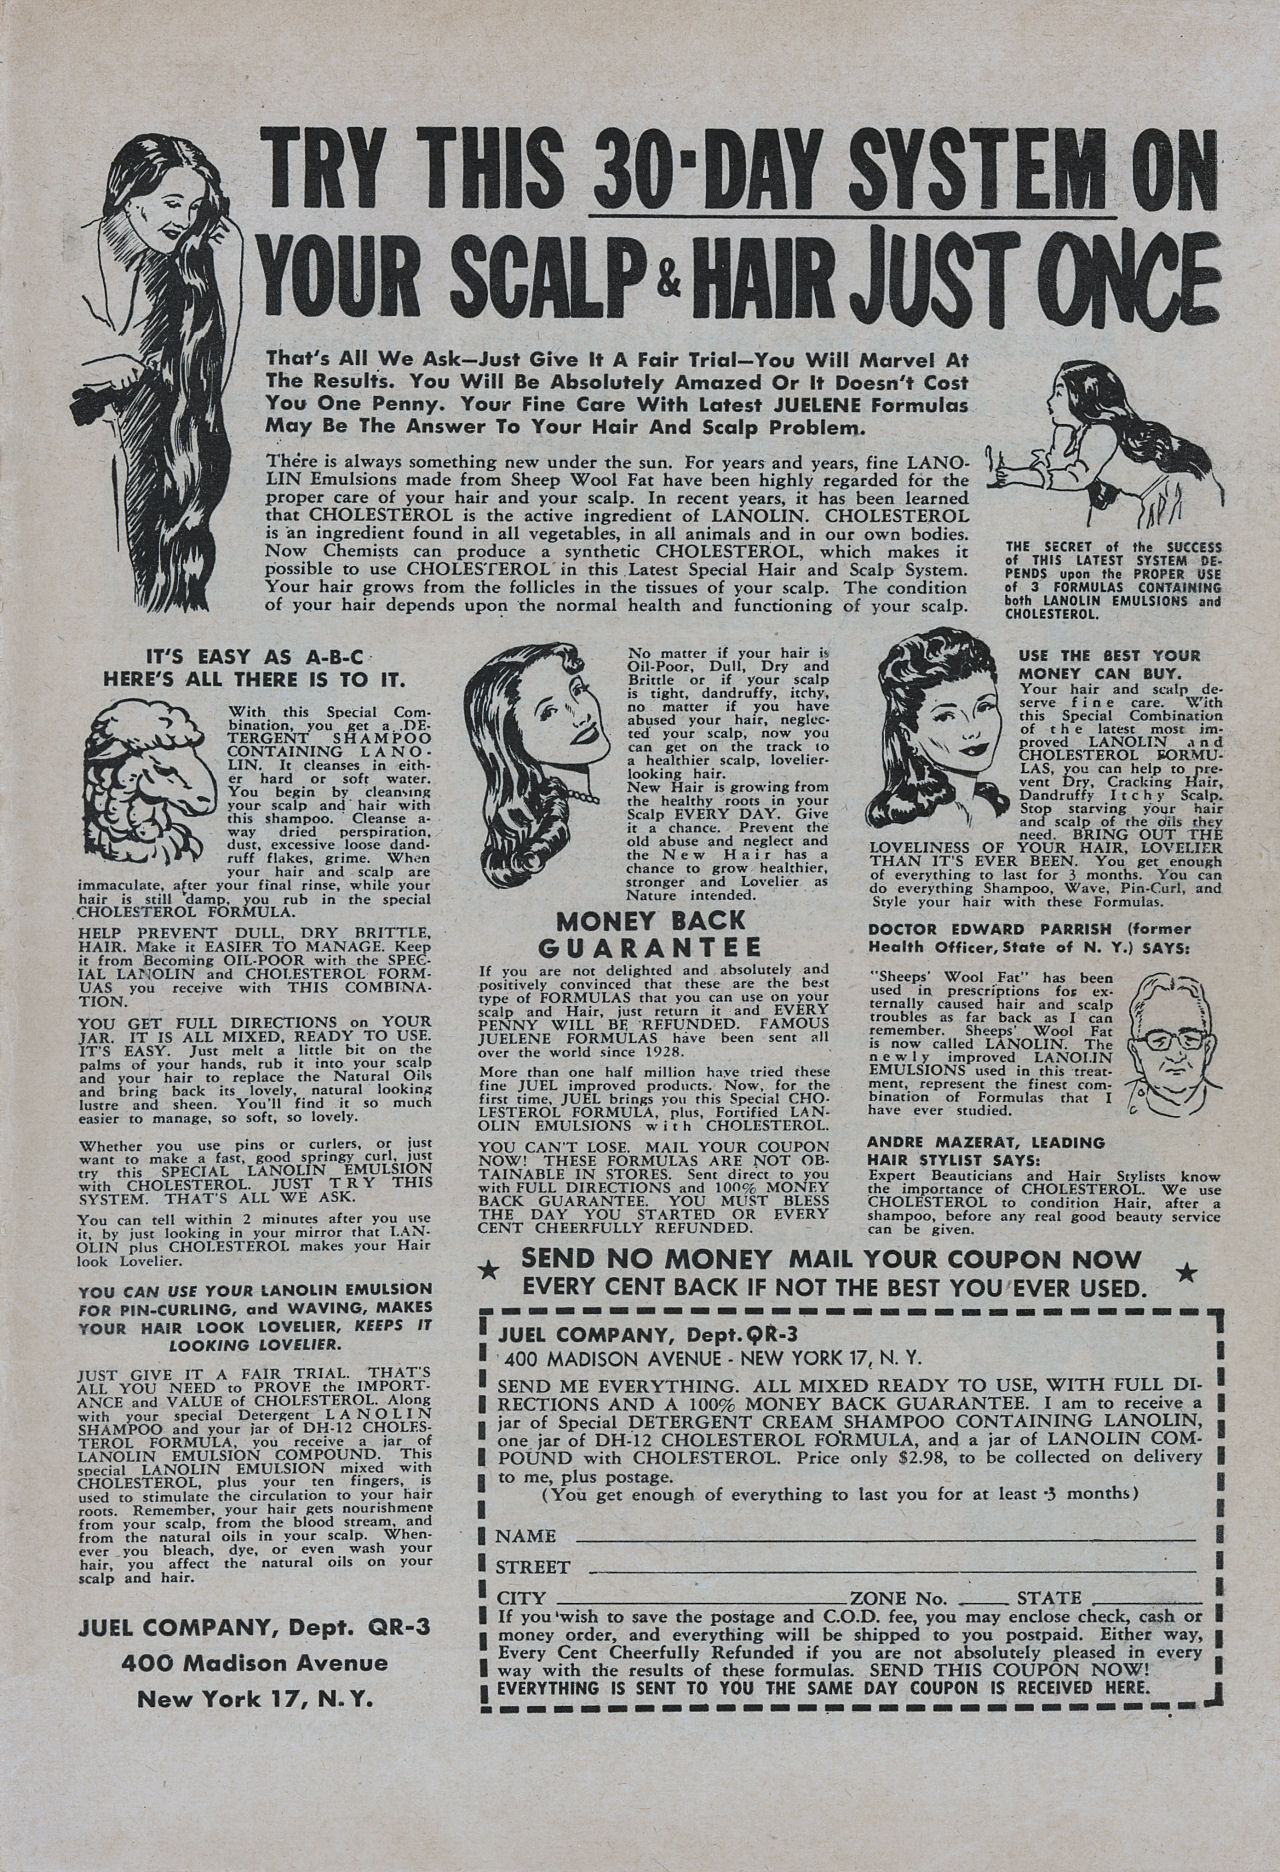 TRY THIS 30-DAY SYSTEM ON
YOUR SCALP & HAIR JUST ONCE
That's All We Ask—Just Give It A Fair Trial—You Will Marvel At
The Results. You Will Be Absolutely Amazed Or It Doesn't Cost
You One Penny. Your Fine Care With Latest JUELENE Formulas
May Be The Answer To Your Hair And Scalp Problem.
There is always something new under the sun. For years and years, fine LANO-
LIN Emulsions made from Sheep Wool Fat have been highly regarded for the
proper care of your hair and your scalp. In recent years, it has been learned
that CHOLESTEROL is the active ingredient of LANOLIN. CHOLESTEROL
is an ingredient found in all vegetables, in all animals and in our own bodies.
Now Chemists can produce a synthetic CHOLESTEROL, which makes it
possible to use CHOLESTEROL in this Latest Special Hair and Scalp System.
Your hair grows from the follicles in the tissues of your scalp. The condition
of your hair depends upon the normal health and functioning of your scalp.
THE SECRET of the SUCCESS
of THIS LATEST SYSTEM DE-
PENDS upon the PROPER USE
of 3 FORMULAS CONTAINING
both LANOLIN EMULSIONS and
CHOLESTEROL.
IT'S EASY AS A-B-C
HERE'S ALL THERE IS TO IT.
With this Special Com-
bination, you get a DE-
TERGENT SHAMPOO
CONTAINING LANO-
LIN. It cleanses in eith-
er hard or soft water.
You begin by cleansing
your scalp and hair with
this shampoo. Cleanse a-
way dried perspiration,
dust, excessive loose dand-
ruff flakes, grime. When
your hair and scalp are
immaculate, after your final rinse, while your
hair is still damp, you rub in the special
CHOLESTEROL FORMULA.
HELP PREVENT DULL, DRY BRITTLE,
HAIR. Make it EASIER TO MANAGE. Keep
it from Becoming OIL-POOR with the SPEC-
IAL LANOLIN and CHOLESTEROL FORM-
UAS you receive with THIS COMBINA-
TION.
YOU GET FULL DIRECTIONS on YOUR
JAR. IT IS ALL MIXED, READY TO USE.
IT'S EASY. Just melt a little bit on the
palms of your hands, rub it into your scalp
and your hair to replace the Natural Oils
and bring back its lovely, natural looking
lustre and sheen. You'll find it so much
easier to manage, so soft, so lovely.
Whether you use pins or curlers, or just
want to make a fast, good springy curl, just
try this SPECIAL LANOLIN EMULSION
with CHOLESTEROL. JUST TRY THIS
SYSTEM. THAT'S ALL WE ASK.
You can tell within 2 minutes after you use
it, by just looking in your mirror that LAN-
OLIN plus CHOLESTEROL makes your Hair
look Lovelier.
YOU CAN USE YOUR LANOLIN EMULSION
FOR PIN-CURLING, and WAVING, MAKES
YOUR HAIR LOOK LOVELIER, KEEPS IT
LOOKING LOVELIER.
JUST GIVE IT A FAIR TRIAL. THAT'S
ALL YOU NEED to PROVE the IMPORT-
ANCE and VALUE of CHOLESTEROL. Along
with your special Detergent LANOLIN
SHAMPOO and your jar of DH-12 CHOLES-
TEROL FORMULA, you receive a jar of
LANOLIN EMULSION COMPOUND. This
special LANOLIN EMULSION mixed with
CHOLESTEROL, plus your ten fingers, is
used to stimulate the circulation to your hair
roots. Remember, your hair gets nourishment
from your scalp, from the blood stream, and
from the natural oils in your scalp. When-
ever you bleach, dye, or even wash your
hair, you affect the natural oils on your
scalp and hair.
JUEL COMPANY, Dept. QR-3
400 Madison Avenue
New York 17, N.Y.
No matter if your hair is
Oil-Poor, Dull, Dry and
Brittle or if your scalp
is tight, dandruffy, itchy,
no matter if you have
abused your hair, neglec-
ted your scalp, now you
can get on the track to
a healthier scalp, lovelier-
looking hair.
New Hair is growing from
the healthy roots in your
Scalp EVERY DAY. Give
it a chance. Prevent the
old abuse and neglect and
the New Hair has a
chance to grow healthier,
stronger and Lovelier as
Nature intended.
MONEY BACK
GUARANTEE
If you are not delighted and absolutely and
positively convinced that these are the best
type of FORMULAS that you can use on your
scalp and Hair, just return it and EVERY
PENNY WILL BE REFUNDED. FAMOUS
JUELENE FORMULAS have been sent all
over the world since 1928.
More than one half million have tried these
fine JUEL improved products. Now, for the
first time, JUEL brings you this Special CHO-
LESTEROL FORMULA, plus, Fortified LAN-
OLIN EMULSIONS with CHOLESTEROL.
YOU CAN'T LOSE. MAIL YOUR COUPON
NOW! THESE FORMULAS ARE NOT OB-
TAINABLE IN STORES. Sent direct to you
with FULL DIRECTIONS and 100% MONEY
BACK GUARANTEE. YOU MUST BLESS
THE DAY YOU STARTED OR EVERY
CENT CHEERFULLY REFUNDED.
USE THE BEST YOUR
MONEY CAN BUY.
Your hair and scalp de-
serve fine care. With
this Special Combination
of the latest most im-
proved LANOLIN and
CHOLESTEROL FORMU-
LAS, you can help to pre-
vent Dry, Cracking Hair,
Dandruffy Itchy Scalp.
Stop starving your hair
and scalp of the oils they
need. BRING OUT THE
LOVELINESS OF YOUR HAIR, LOVELIER
THAN IT'S EVER BEEN. You get enough
of everything to last for 3 months. You can
do everything Shampoo, Wave, Pin-Curl, and
Style your hair with these Formulas.
DOCTOR EDWARD PARRISH (former
Health Officer, State of N. Y.) SAYS:
"Sheeps' Wool Fat" has been
used in prescriptions for ex-
ternally caused hair and scalp
troubles as far back as I can
remember. Sheeps' Wool Fat
is now called LANOLIN. The
newly improved LANOLIN
EMULSIONS used in this treat-
ment, represent the finest com-
bination of Formulas that I
have ever studied.
ANDRE MAZERAT, LEADING
HAIR STYLIST SAYS:
Expert Beauticians and Hair Stylists know
the importance of CHOLESTEROL. We use
CHOLESTEROL to condition Hair, after a
shampoo, before any real good beauty service
can be given.
★ SEND NO MONEY MAIL YOUR COUPON NOW ★
EVERY CENT BACK IF NOT THE BEST YOU EVER USED.
JUEL COMPANY, Dept. QR-3
400 MADISON AVENUE - NEW YORK 17, N. Y.
SEND ME EVERYTHING. ALL MIXED READY TO USE, WITH FULL DI-
RECTIONS AND A 100% MONEY BACK GUARANTEE. I am to receive a
jar of Special DETERGENT CREAM SHAMPOO CONTAINING LANOLIN,
one jar of DH-12 CHOLESTEROL FORMULA, and a jar of LANOLIN COM-
POUND with CHOLESTEROL. Price only $2.98, to be collected on delivery
to me, plus postage.
(You get enough of everything to last you for at least 3 months)
NAME
STREET
CITY ZONE No. STATE
If you wish to save the postage and C.O.D. fee, you may enclose check, cash or
money order, and everything will be shipped to you postpaid. Either way,
Every Cent Cheerfully Refunded if you are not absolutely pleased in every
way with the results of these formulas. SEND THIS COUPON NOW!
EVERYTHING IS SENT TO YOU THE SAME DAY COUPON IS RECEIVED HERE.